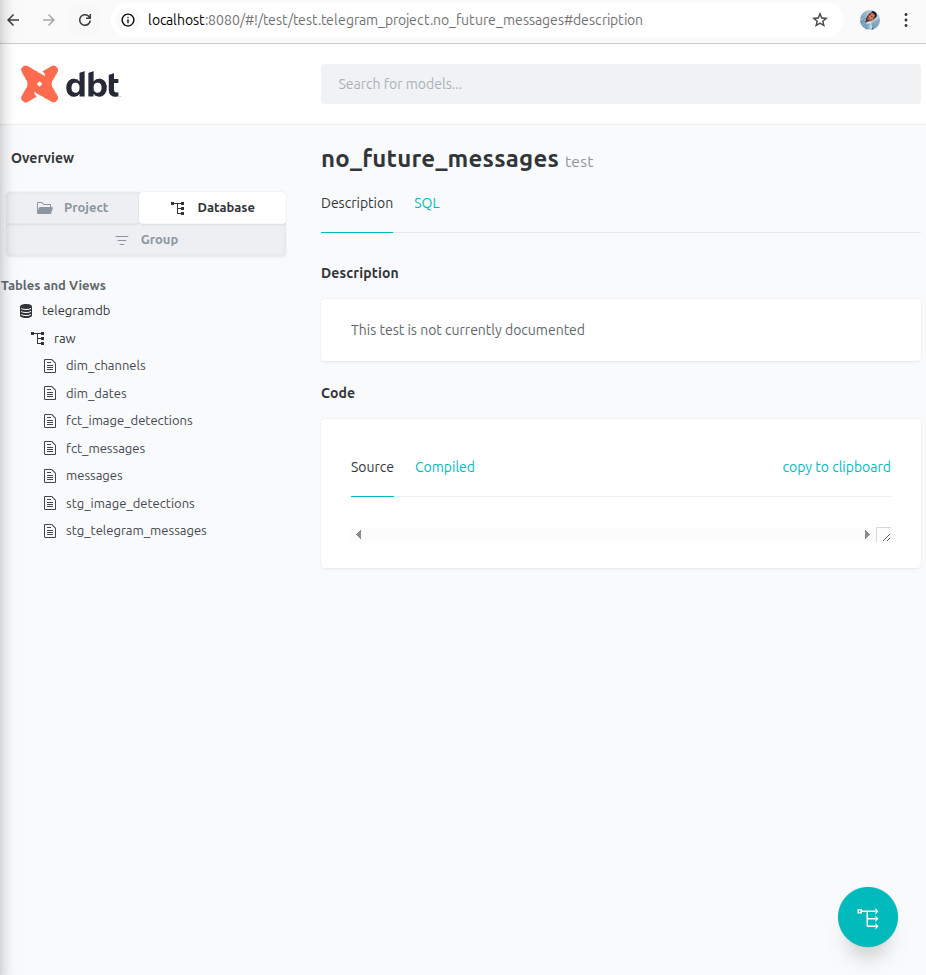 localhost:8080/#!/test/test.telegram_project.no_future_messages#description
dbt
Search for models...
Overview
Project
Database
Group
Tables and Views
telegramdb
raw
dim_channels
dim_dates
fct_image_detections
fct_messages
messages
stg_image_detections
stg_telegram_messages
no_future_messages test
Description SQL
Description
This test is not currently documented
Code
Source Compiled copy to clipboard